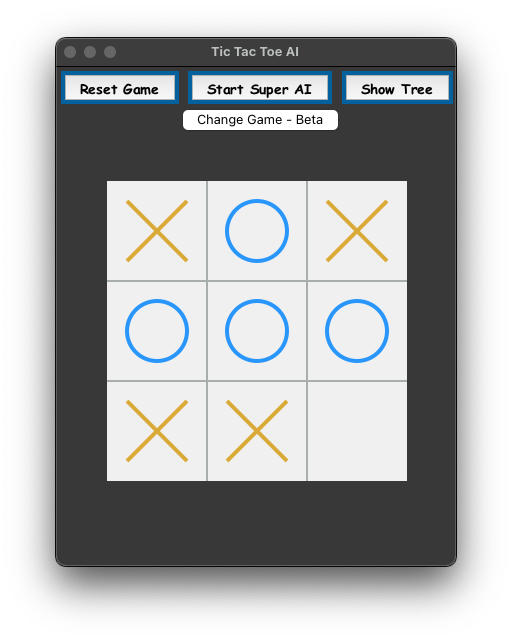 Tic Tac Toe AI
Reset Game
Start Super AI
Show Tree
Change Game - Beta